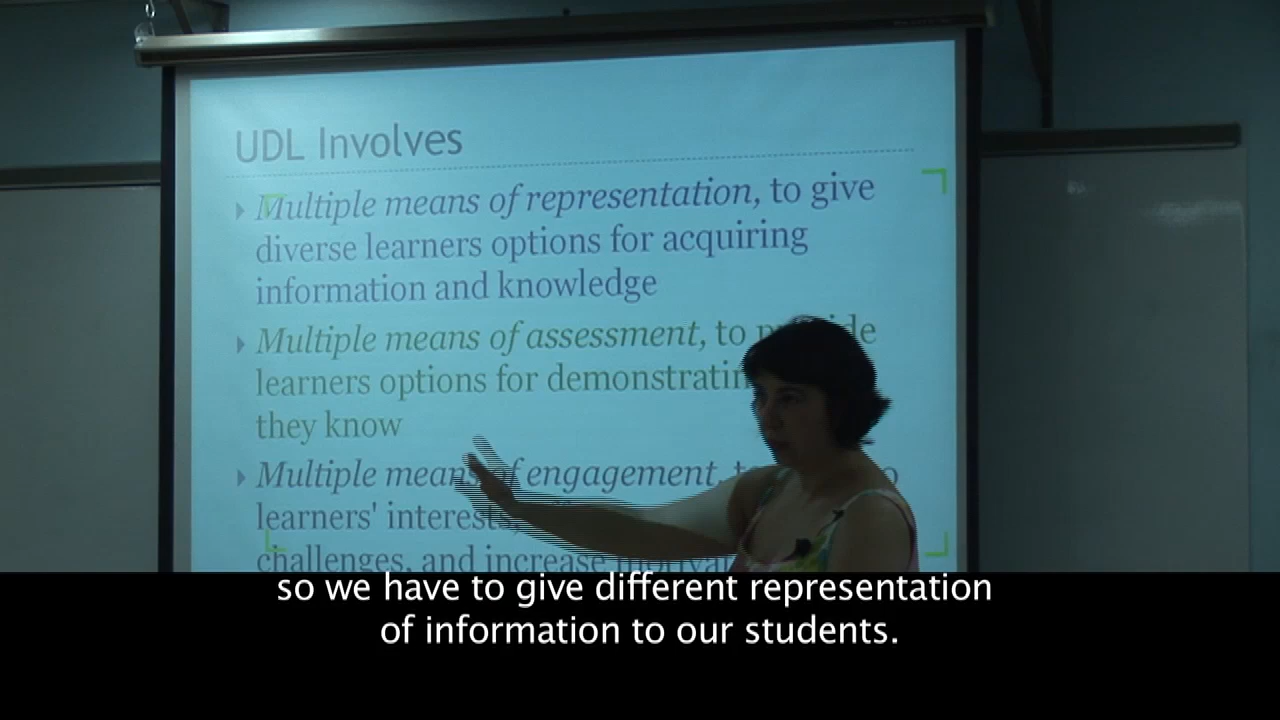 UDL Involves
Multiple means of representation, to give
diverse learners options for acquiring
information and knowledge
Multiple means of assessment, to
learners options for demonstrating
they know
Multiple means of engagement,
learners' interests,
challenges, and increase
so we have to give different representation
of information to our students.